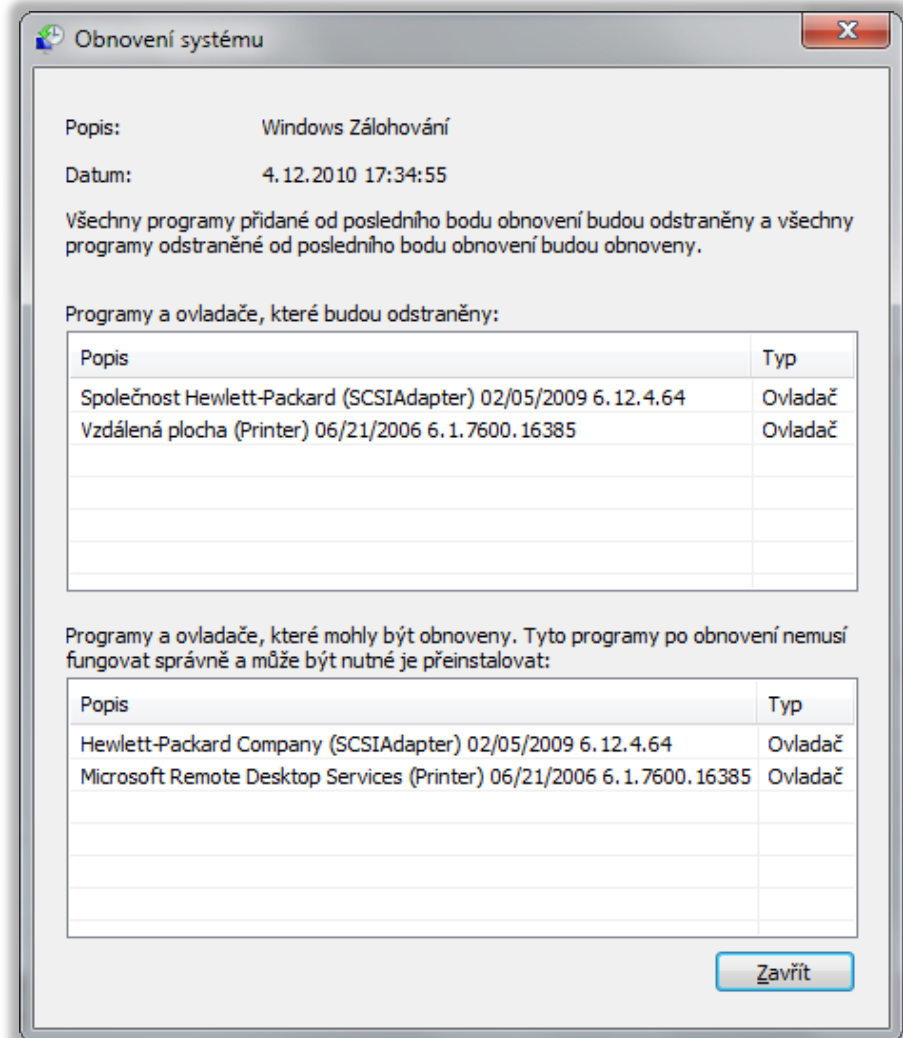 Obnovení systému
Popis: Windows Zálohování
Datum: 4.12.2010 17:34:55
Všechny programy přidané od posledního bodu obnovení budou odstraněny a všechny
programy odstraněné od posledního bodu obnovení budou obnoveny.
Programy a ovladače, které budou odstraněny:
Popis Typ
Společnost Hewlett-Packard (SCSIAdapter) 02/05/2009 6.12.4.64 Ovladač
Vzdálená plocha (Printer) 06/21/2006 6.1.7600.16385 Ovladač
Programy a ovladače, které mohly být obnoveny. Tyto programy po obnovení nemusí
fungovat správně a může být nutné je přeinstalovat:
Popis Typ
Hewlett-Packard Company (SCSIAdapter) 02/05/2009 6.12.4.64 Ovladač
Microsoft Remote Desktop Services (Printer) 06/21/2006 6.1.7600.16385 Ovladač
Zavřít